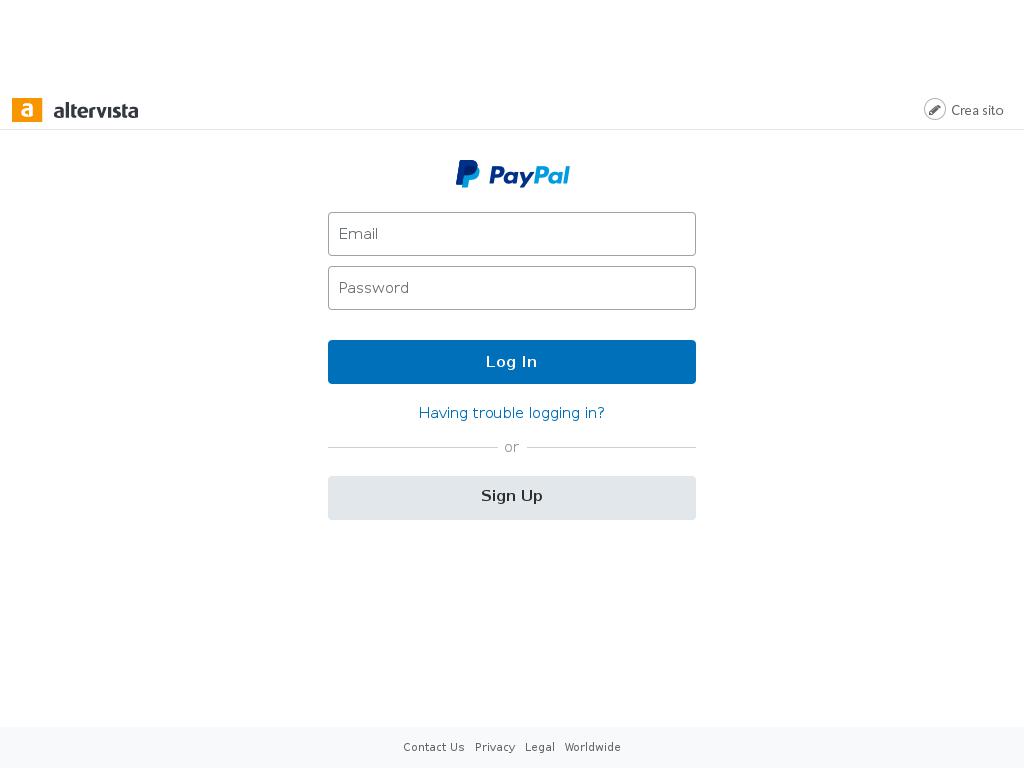 a altervista
Crea sito
PayPal
Email
Password
Log In
Having trouble logging in?
or
Sign Up
Contact Us Privacy Legal Worldwide